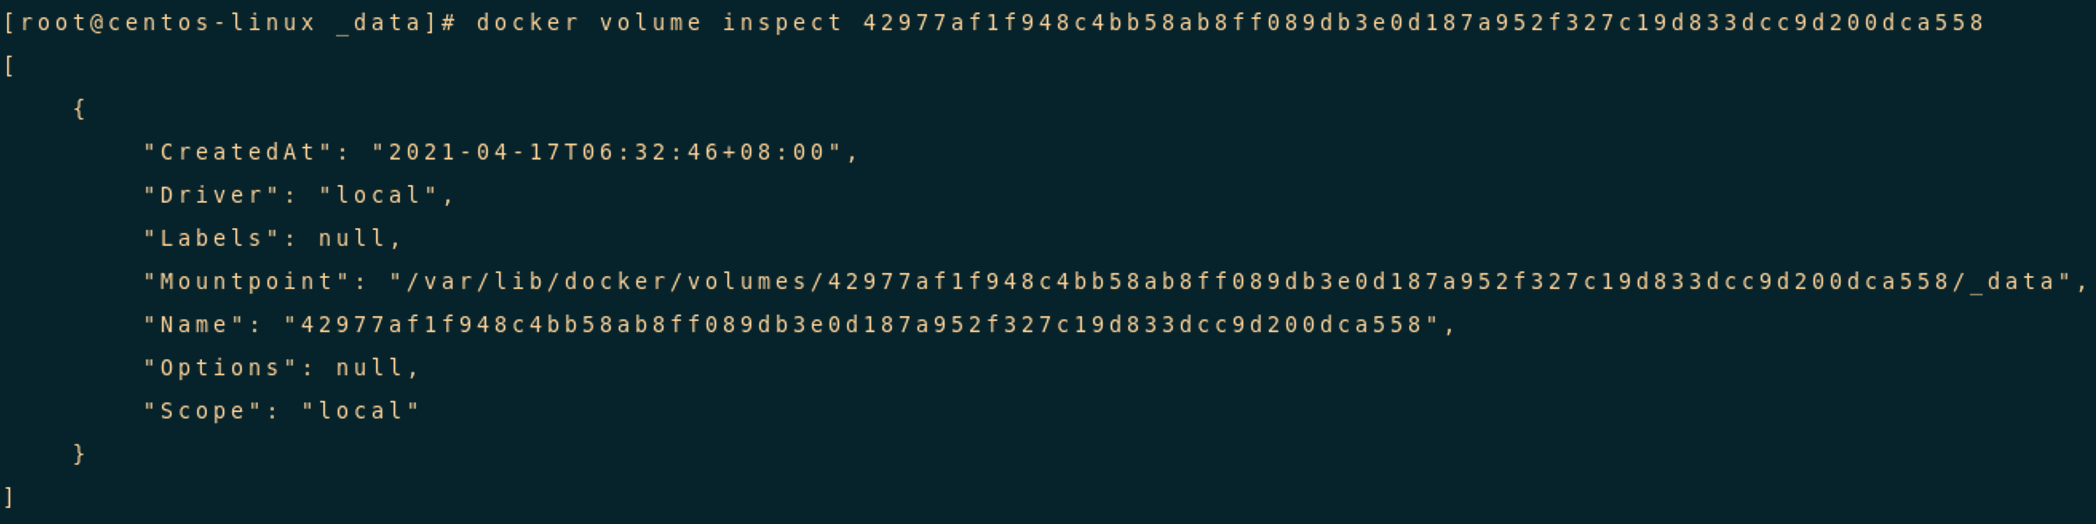 [root@centos-linux _data]# docker volume inspect 42977af1f948c4bb58ab8ff089db3e0d187a952f327c19d833dcc9d200dca558
[
    {
        "CreatedAt": "2021-04-17T06:32:46+08:00",
        "Driver": "local",
        "Labels": null,
        "Mountpoint": "/var/lib/docker/volumes/42977af1f948c4bb58ab8ff089db3e0d187a952f327c19d833dcc9d200dca558/_data",
        "Name": "42977af1f948c4bb58ab8ff089db3e0d187a952f327c19d833dcc9d200dca558",
        "Options": null,
        "Scope": "local"
    }
]